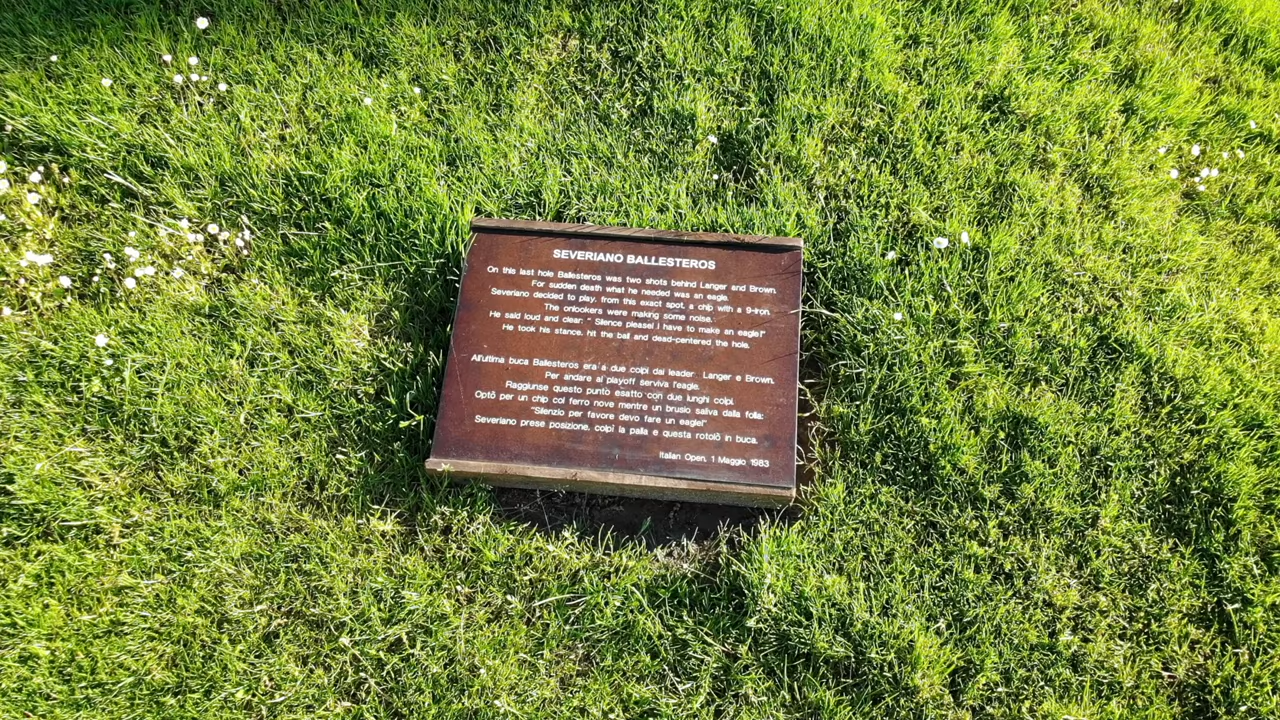 SEVERIANO BALLESTEROS
On this last hole Ballesteros was two shots behind Langer and Brown.
For sudden death what he needed was an eagle.
Severiano decided to play, from this exact spot, a chip with a 9-Iron.
The onlookers were making some noise.
He said loud and clear: " Silence please! I have to make an eagle!"
He took his stance, hit the ball and dead-centered the hole.
All'ultima buca Ballesteros era a due colpi dai leader Langer e Brown.
Per andare al playoff serviva l'eagle.
Raggiunse questo punto esatto con due lunghi colpi.
Optò per un chip col ferro nove mentre un brusio saliva dalla folla:
"Silenzio per favore devo fare un eagle!"
Severiano prese posizione, colpì la palla e questa rotolò in buca.
Italian Open, 1 Maggio 1983